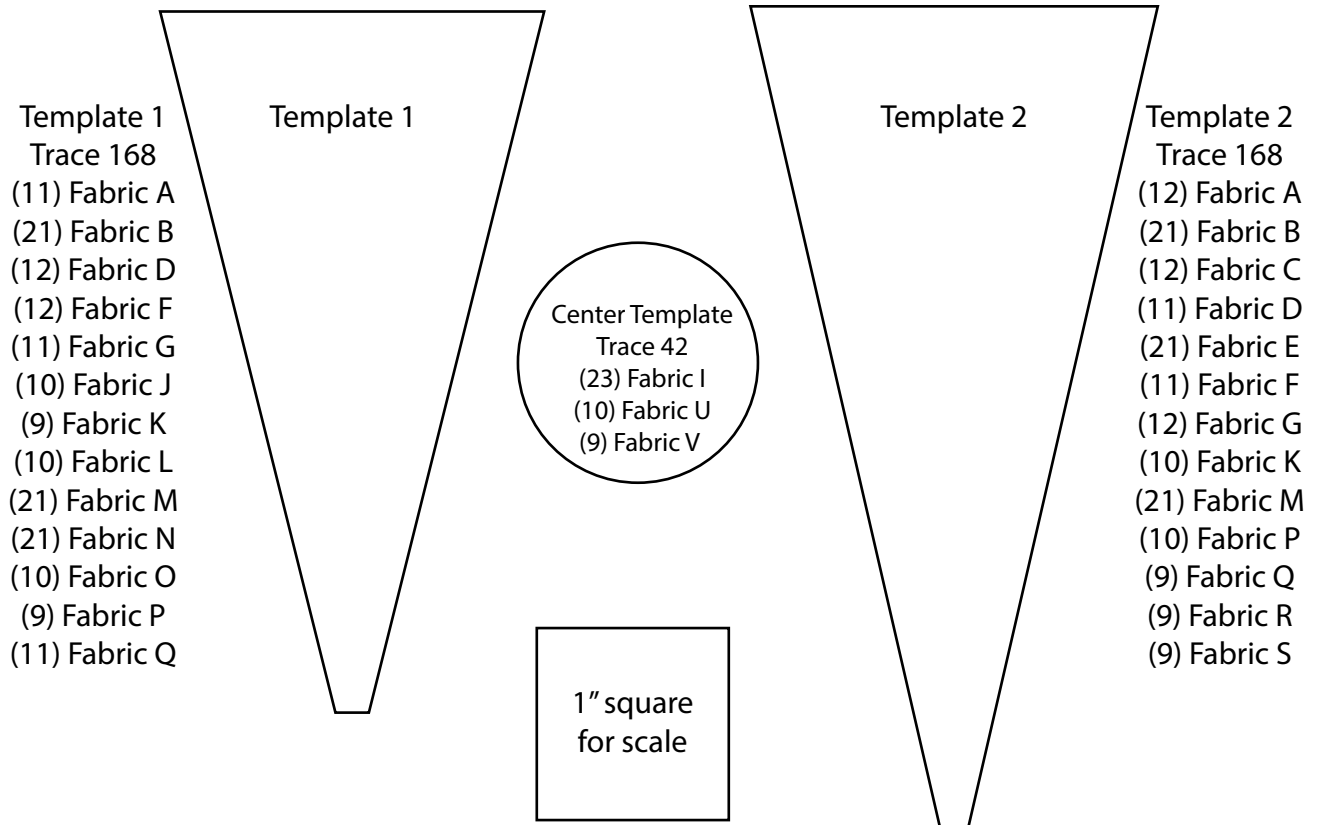 Template 1
Trace 168
(11) Fabric A
(21) Fabric B
(12) Fabric D
(12) Fabric F
(11) Fabric G
(10) Fabric J
(9) Fabric K
(10) Fabric L
(21) Fabric M
(21) Fabric N
(10) Fabric O
(9) Fabric P
(11) Fabric Q
Template 1
Center Template
Trace 42
(23) Fabric I
(10) Fabric U
(9) Fabric V
1” square
for scale
Template 2
Template 2
Trace 168
(12) Fabric A
(21) Fabric B
(12) Fabric C
(11) Fabric D
(21) Fabric E
(11) Fabric F
(12) Fabric G
(10) Fabric K
(21) Fabric M
(10) Fabric P
(9) Fabric Q
(9) Fabric R
(9) Fabric S